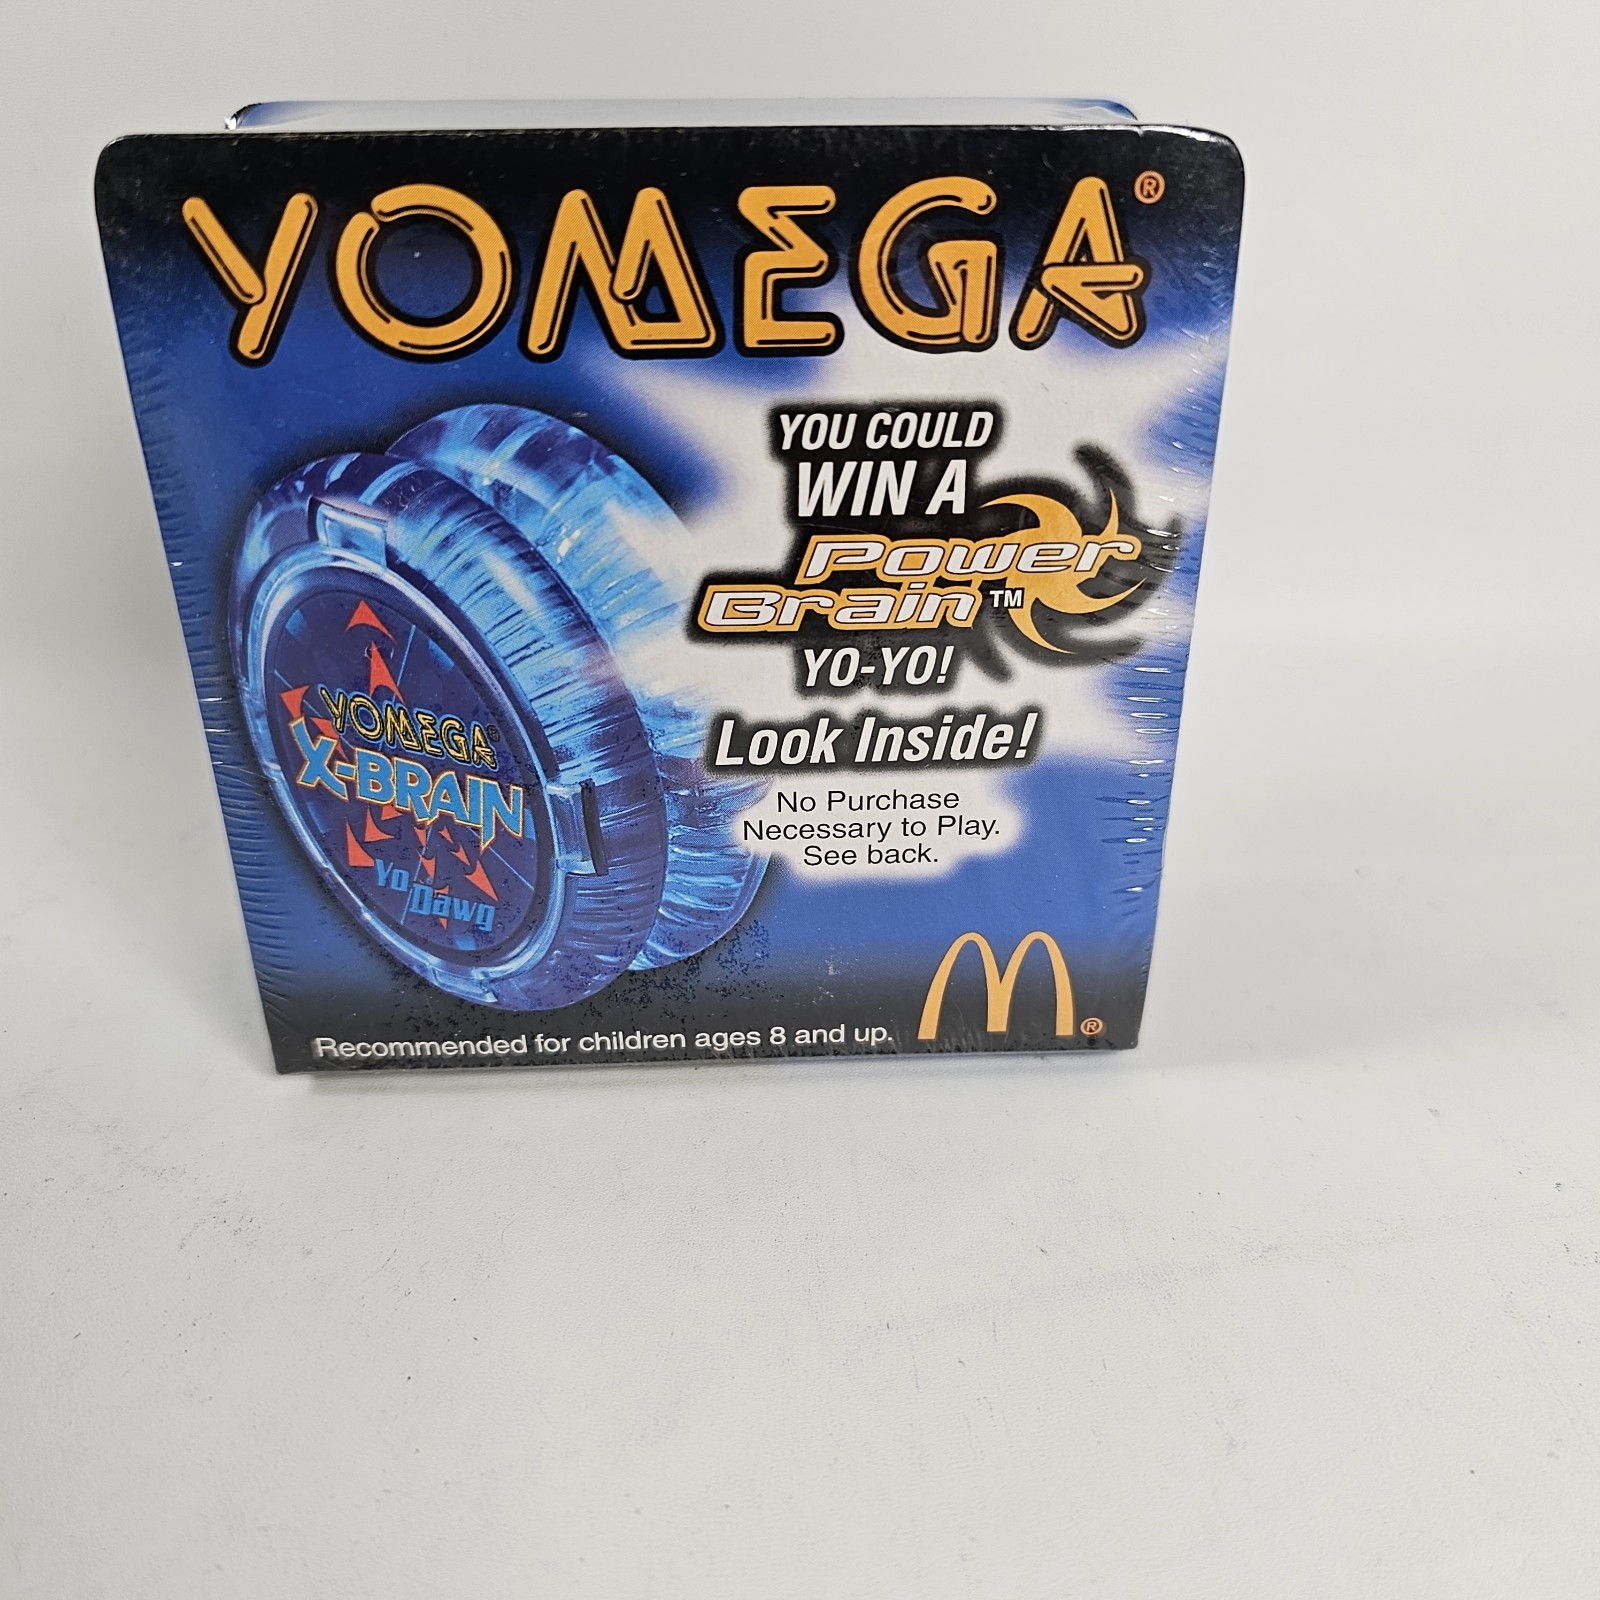 YOMEGA®
YOU COULD
WIN A
Power
Brain™
YO-YO!
Look Inside!
No Purchase
Necessary to Play.
See back.
YOMEGA®
X-BRAIN
Yo Dawg
Recommended for children ages 8 and up.
M®